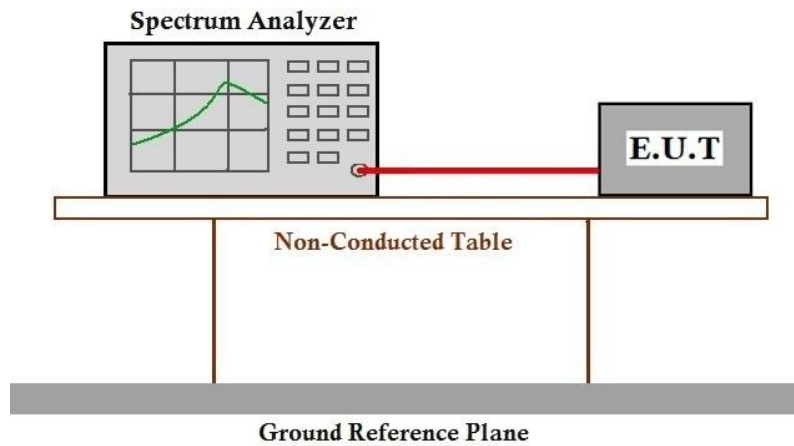 Spectrum Analyzer
E.U.T
Non-Conducted Table
Ground Reference Plane